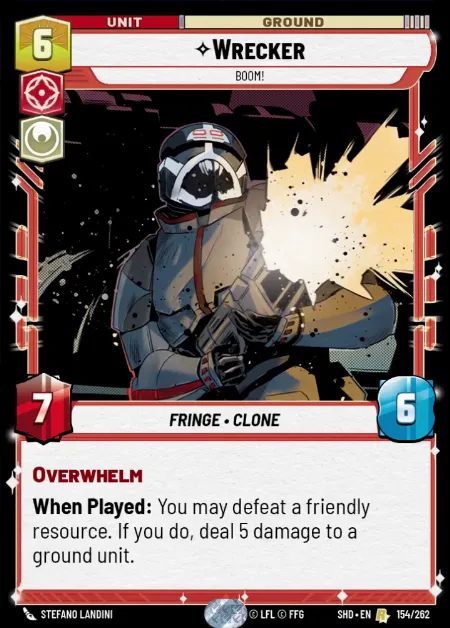 UNIT
GROUND
6
✧WRECKER
BOOM!
7
FRINGE • CLONE
6
OVERWHELM
When Played: You may defeat a friendly
resource. If you do, deal 5 damage to a
ground unit.
STEFANO LANDINI
© LFL © FFG
SHD • EN
R
154/262